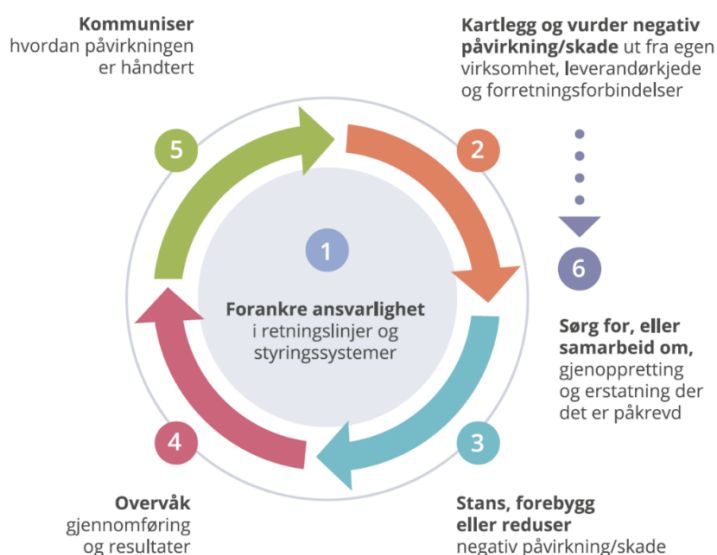 1
Forankre ansvarlighet
i retningslinjer og
styringssystemer
2
Kartlegg og vurder negativ
påvirkning/skade ut fra egen
virksomhet, leverandørkjede
og forretningsforbindelser
3
Stans, forebygg
eller reduser
negativ påvirkning/skade
4
Overvåk
gjennomføring
og resultater
5
Kommuniser
hvordan påvirkningen
er håndtert
6
Sørg for, eller
samarbeid om,
gjenoppretting
og erstatning der
det er påkrevd